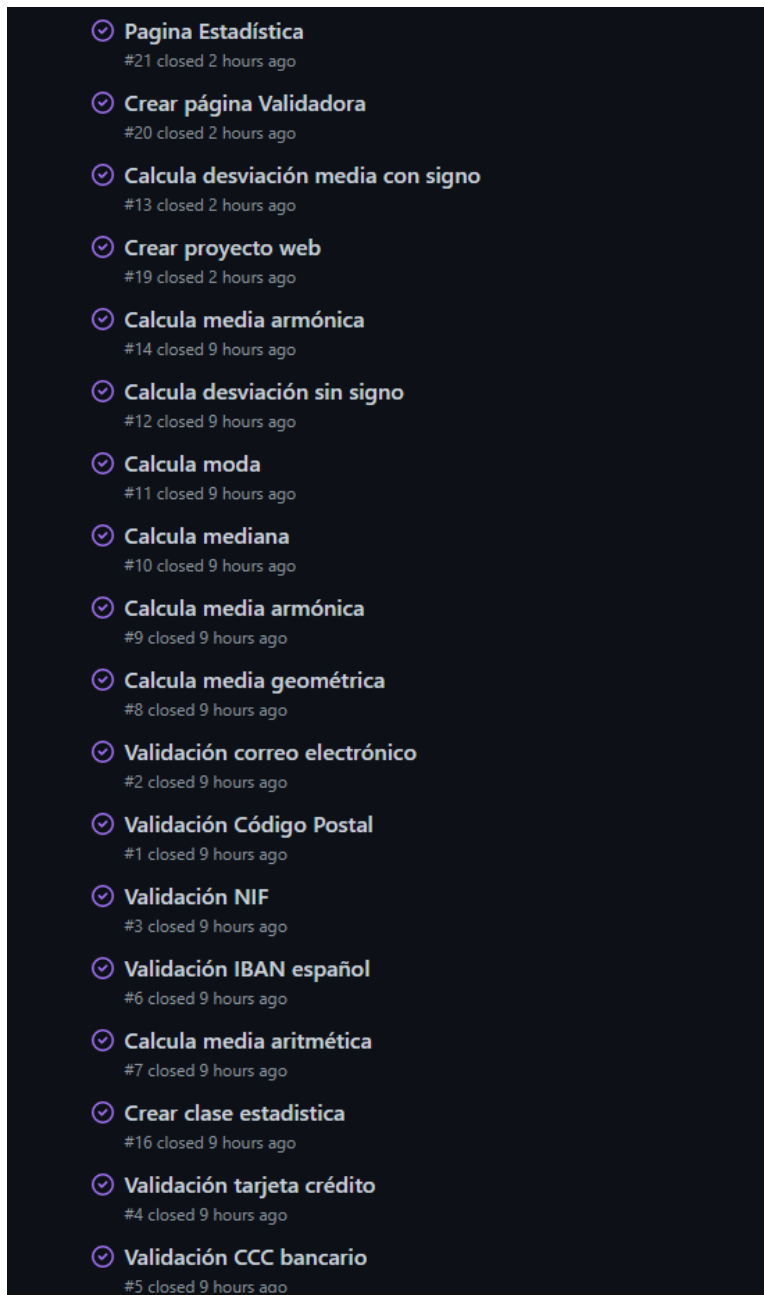 Pagina Estadística
#21 closed 2 hours ago
Crear página Validadora
#20 closed 2 hours ago
Calcula desviación media con signo
#13 closed 2 hours ago
Crear proyecto web
#19 closed 2 hours ago
Calcula media armónica
#14 closed 9 hours ago
Calcula desviación sin signo
#12 closed 9 hours ago
Calcula moda
#11 closed 9 hours ago
Calcula mediana
#10 closed 9 hours ago
Calcula media armónica
#9 closed 9 hours ago
Calcula media geométrica
#8 closed 9 hours ago
Validación correo electrónico
#2 closed 9 hours ago
Validación Código Postal
#1 closed 9 hours ago
Validación NIF
#3 closed 9 hours ago
Validación IBAN español
#6 closed 9 hours ago
Calcula media aritmética
#7 closed 9 hours ago
Crear clase estadistica
#16 closed 9 hours ago
Validación tarjeta crédito
#4 closed 9 hours ago
Validación CCC bancario
#5 closed 9 hours ago